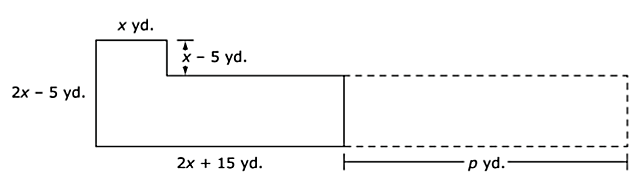 x yd.
x – 5 yd.
2x – 5 yd.
2x + 15 yd.
p yd.